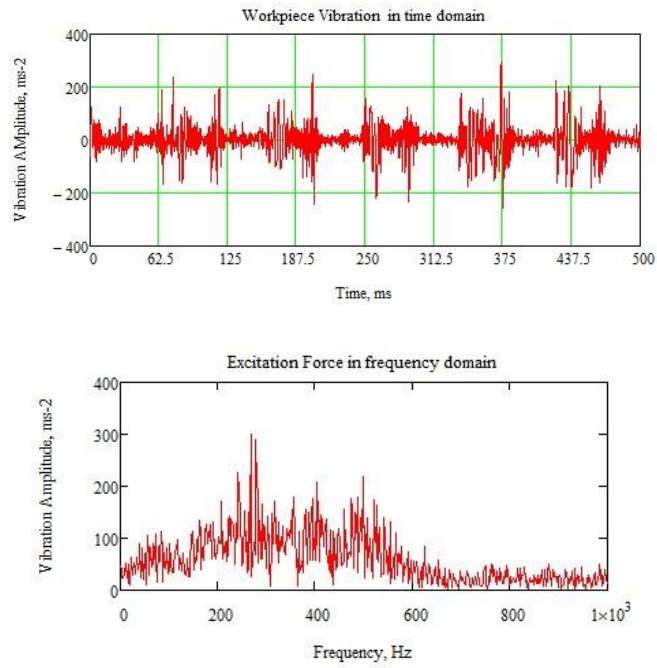 Workpiece Vibration in time domain
Vibration AMplitude, ms-2
400
200
0
− 200
− 400
0 62.5 125 187.5 250 312.5 375 437.5 500
Time, ms
Excitation Force in frequency domain
Vibration Amplitude, ms-2
400
300
200
100
0
0 200 400 600 800 1×10³
Frequency, Hz